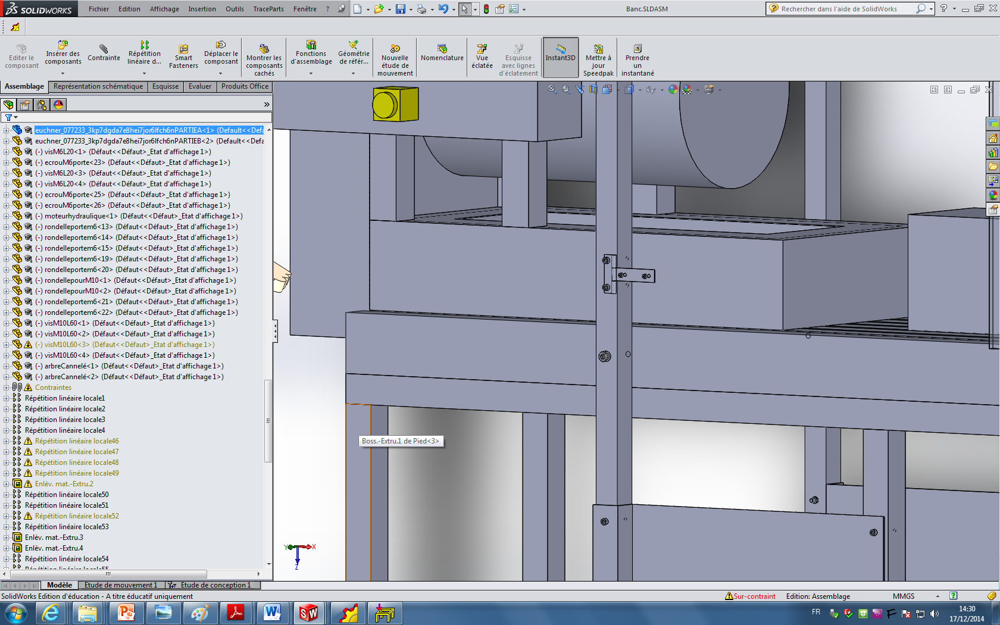 SOLIDWORKS
Fichier Edition Affichage Insertion Outils TraceParts Fenêtre ?
Banc.SLDASM
Rechercher dans l'aide de SolidWorks
Editer le composant
Insérer des composants
Contrainte
Répétition linéaire d...
Smart Fasteners
Déplacer le composant
Montrer les composants cachés
Fonctions d'assemblage
Géométrie de référ...
Nouvelle étude de mouvement
Nomenclature
Vue éclatée
Esquisse avec lignes d'éclatement
Instant3D
Mettre à jour Speedpak
Prendre un instantané
Assemblage Représentation schématique Esquisse Evaluer Produits Office
euchner_077233_3kp7dgda7e8hei7jor6lfch6nPARTIEA<1> (Default<<Defa
euchner_077233_3kp7dgda7e8hei7jor6lfch6nPARTIEB<2> (Default<<Defa
(-) visM6L20<1> (Défaut<<Défaut>_Etat d'affichage 1>)
(-) ecrouM6porte<23> (Défaut<<Défaut>_Etat d'affichage 1>)
(-) visM6L20<3> (Défaut<<Défaut>_Etat d'affichage 1>)
(-) visM6L20<4> (Défaut<<Défaut>_Etat d'affichage 1>)
(-) ecrouM6porte<25> (Défaut<<Défaut>_Etat d'affichage 1>)
(-) ecrouM6porte<26> (Défaut<<Défaut>_Etat d'affichage 1>)
(-) moteurhydraulique<1> (Défaut<<Défaut>_Etat d'affichage 1>)
(-) rondelleportem6<13> (Défaut<<Défaut>_Etat d'affichage 1>)
(-) rondelleportem6<14> (Défaut<<Défaut>_Etat d'affichage 1>)
(-) rondelleportem6<15> (Défaut<<Défaut>_Etat d'affichage 1>)
(-) rondelleportem6<19> (Défaut<<Défaut>_Etat d'affichage 1>)
(-) rondelleportem6<20> (Défaut<<Défaut>_Etat d'affichage 1>)
(-) rondellepourM10<1> (Défaut<<Défaut>_Etat d'affichage 1>)
(-) rondellepourM10<2> (Défaut<<Défaut>_Etat d'affichage 1>)
(-) rondelleportem6<21> (Défaut<<Défaut>_Etat d'affichage 1>)
(-) rondelleportem6<22> (Défaut<<Défaut>_Etat d'affichage 1>)
(-) visM10L60<1> (Défaut<<Défaut>_Etat d'affichage 1>)
(-) visM10L60<2> (Défaut<<Défaut>_Etat d'affichage 1>)
(-) visM10L60<3> (Défaut<<Défaut>_Etat d'affichage 1>)
(-) visM10L60<4> (Défaut<<Défaut>_Etat d'affichage 1>)
(-) arbreCannelé<1> (Défaut<<Défaut>_Etat d'affichage 1>)
(-) arbreCannelé<2> (Défaut<<Défaut>_Etat d'affichage 1>)
Contraintes
Répétition linéaire locale1
Répétition linéaire locale2
Répétition linéaire locale3
Répétition linéaire locale4
Répétition linéaire locale46
Répétition linéaire locale47
Répétition linéaire locale48
Répétition linéaire locale49
Enlèv. mat.-Extru.2
Répétition linéaire locale50
Répétition linéaire locale51
Répétition linéaire locale52
Répétition linéaire locale53
Enlèv. mat.-Extru.3
Enlèv. mat.-Extru.4
Répétition linéaire locale54
Répétition linéaire locale55
Boss.-Extru.1 de Pied<3>
Y X
Z
Modèle Etude de mouvement 1 Etude de conception 1
SolidWorks Edition d'éducation - A titre éducatif uniquement
Sur-contraint Edition: Assemblage MMGS
FR
14:30
17/12/2014